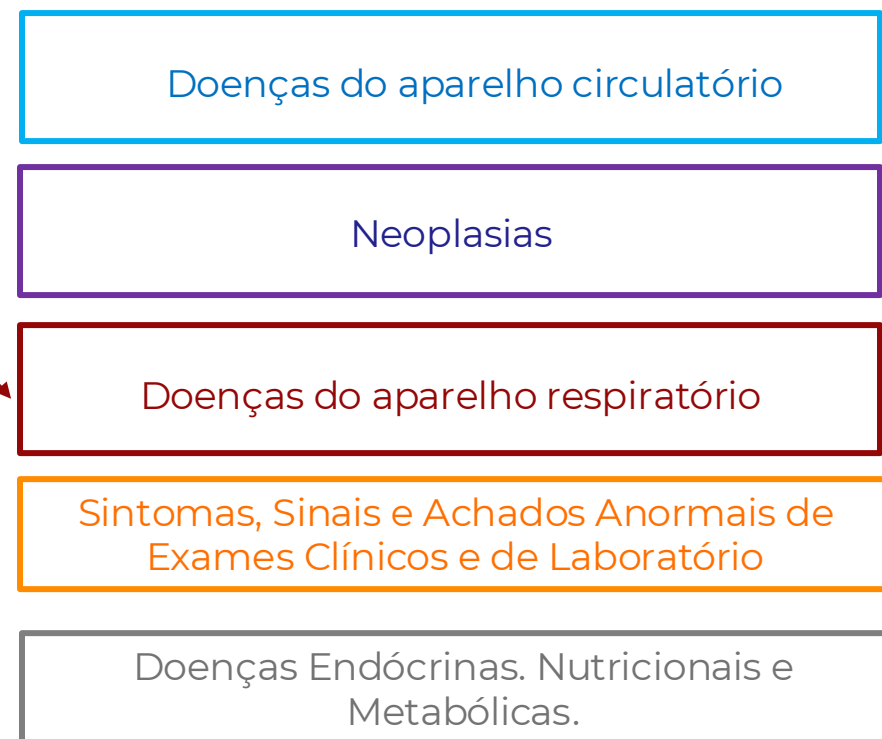 Doenças do aparelho circulatório
Neoplasias
Doenças do aparelho respiratório
Sintomas, Sinais e Achados Anormais de
Exames Clínicos e de Laboratório
Doenças Endócrinas. Nutricionais e
Metabólicas.